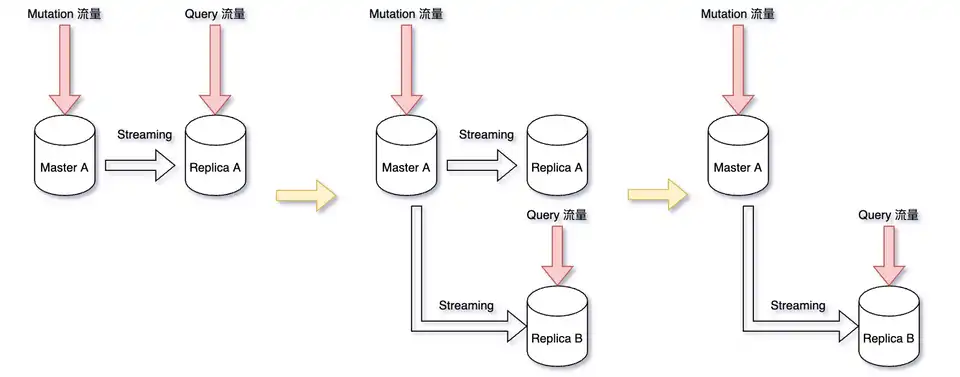 Mutation 流量
Query 流量
Streaming
Master A
Replica A
Mutation 流量
Streaming
Master A
Replica A
Query 流量
Streaming
Replica B
Mutation 流量
Master A
Query 流量
Streaming
Replica B